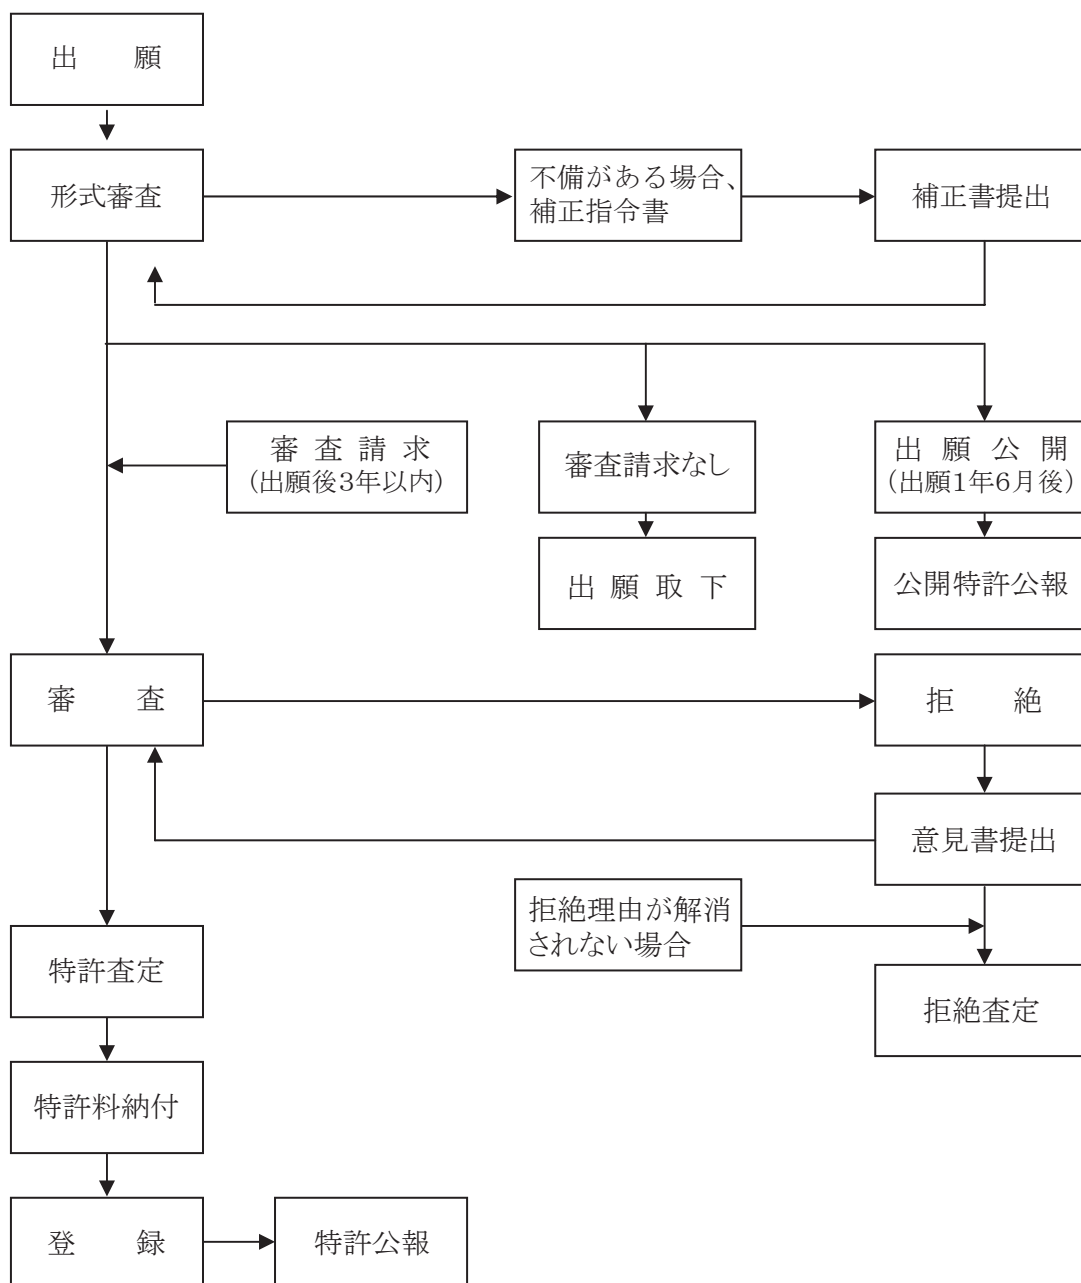 出　　願
形式審査
不備がある場合、
補正指令書
補正書提出
審 査 請 求
（出願後3年以内）
審査請求なし
出 願 公 開
（出願1年6月後）
出 願 取 下
公開特許公報
審　　査
拒　　絶
意見書提出
拒絶理由が解消
されない場合
特許査定
拒絶査定
特許料納付
登　　録
特許公報